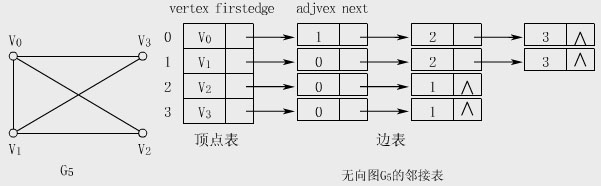 vertex firstedge adjvex next
V0 V3
0 V0 1 2 3 ∧
1 V1 0 2 3 ∧
2 V2 0 1 ∧
3 V3 0 1 ∧
V1 V2
顶点表 边表
G5
无向图G5的邻接表